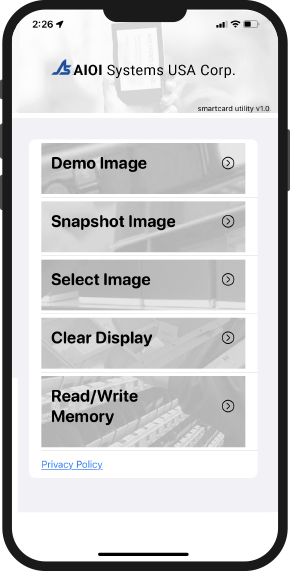 2:26
AIOI Systems USA Corp.
smartcard utility v1.0
Demo Image
Snapshot Image
Select Image
Clear Display
Read/Write
Memory
Privacy Policy